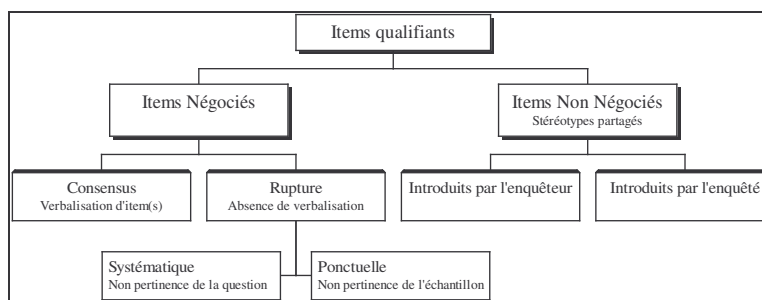 Items qualifiants
Items Négociés
Items Non Négociés
Stéréotypes partagés
Consensus
Verbalisation d'item(s)
Rupture
Absence de verbalisation
Introduits par l'enquêteur
Introduits par l'enquêté
Systématique
Non pertinence de la question
Ponctuelle
Non pertinence de l'échantillon